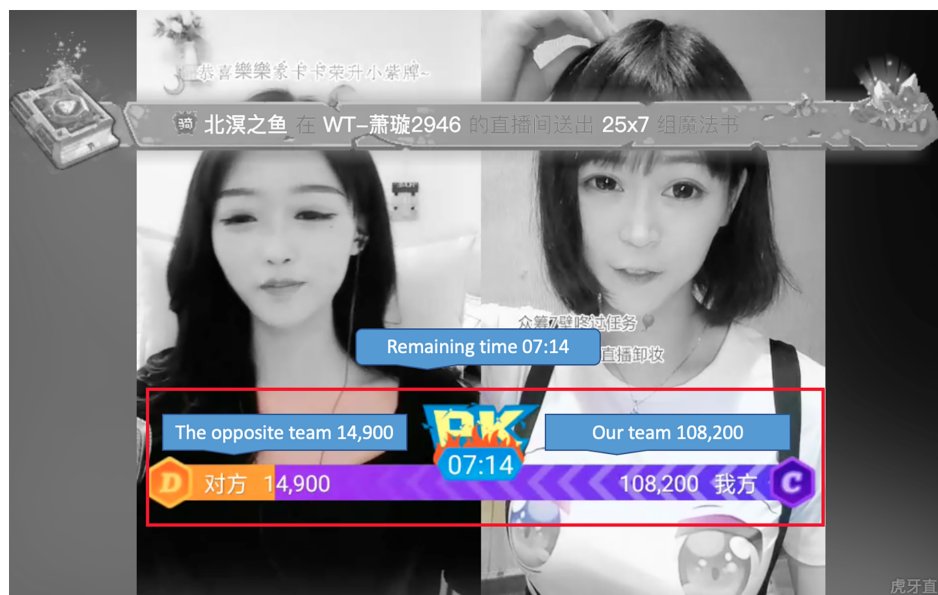 恭喜樂樂豪卡卡荣升小紫牌~
骑 北溟之鱼 在 WT-萧璇2946 的直播间送出 25x7 组魔法书
众筹7壁咚过任务
直播卸妆
Remaining time 07:14
The opposite team 14,900
PK
Our team 108,200
07:14
D 对方 14,900
108,200 我方 C
虎牙直